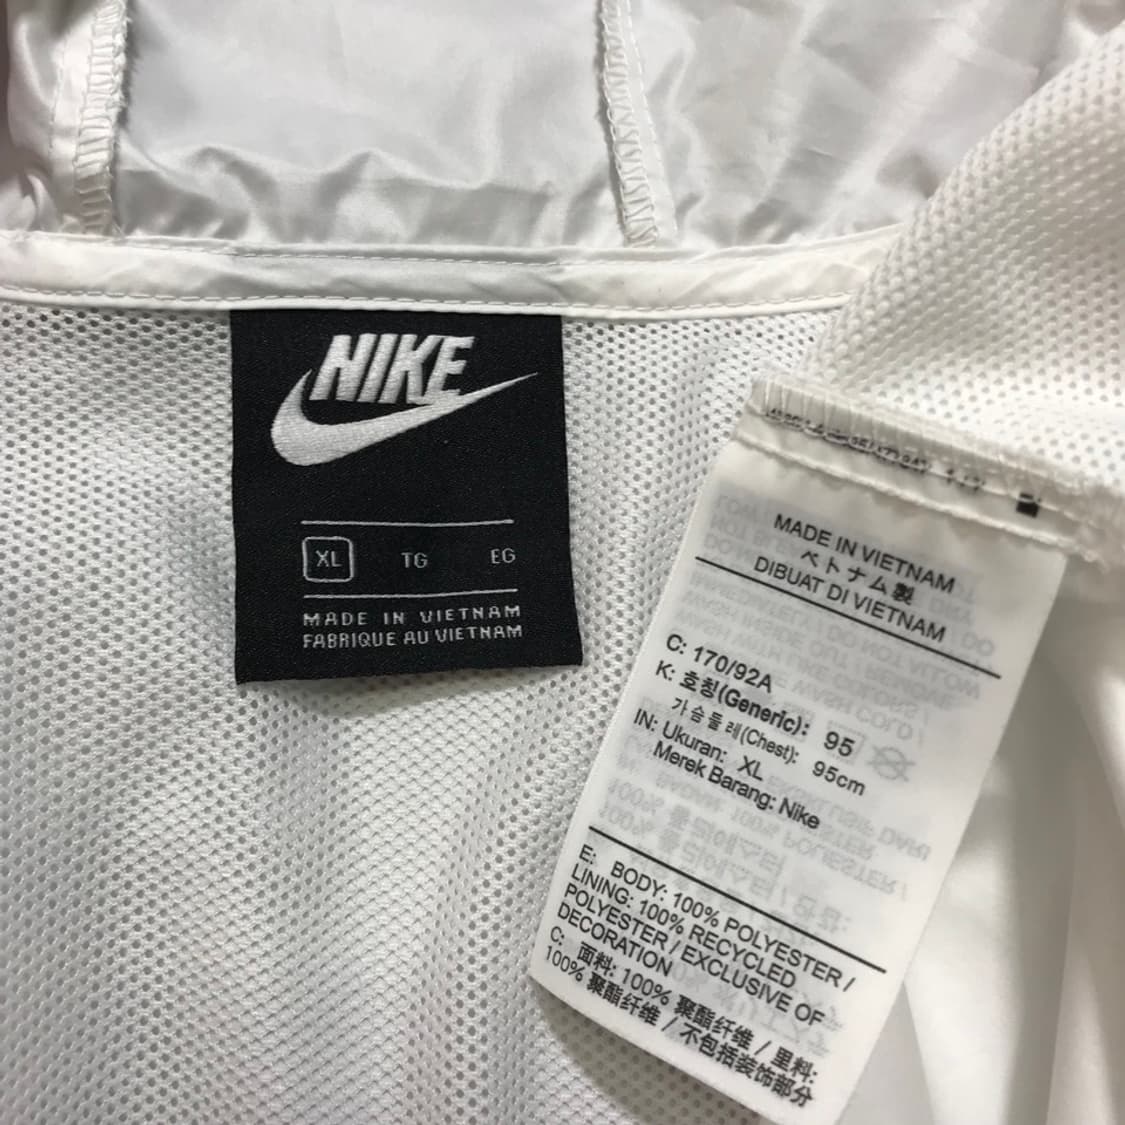 NIKE
XL TG EG
MADE IN VIETNAM
FABRIQUE AU VIETNAM
MADE IN VIETNAM
ベトナム製
DIBUAT DI VIETNAM
C: 170/92A
K: 호칭(Generic): 95
가슴둘레(Chest): 95cm
IN: Ukuran: XL
Merek Barang: Nike
E: BODY: 100% POLYESTER /
LINING: 100% RECYCLED
POLYESTER / EXCLUSIVE OF
DECORATION
C: 面料: 100% 聚酯纤维 / 里料:
100% 聚酯纤维 / 不包括装饰部分